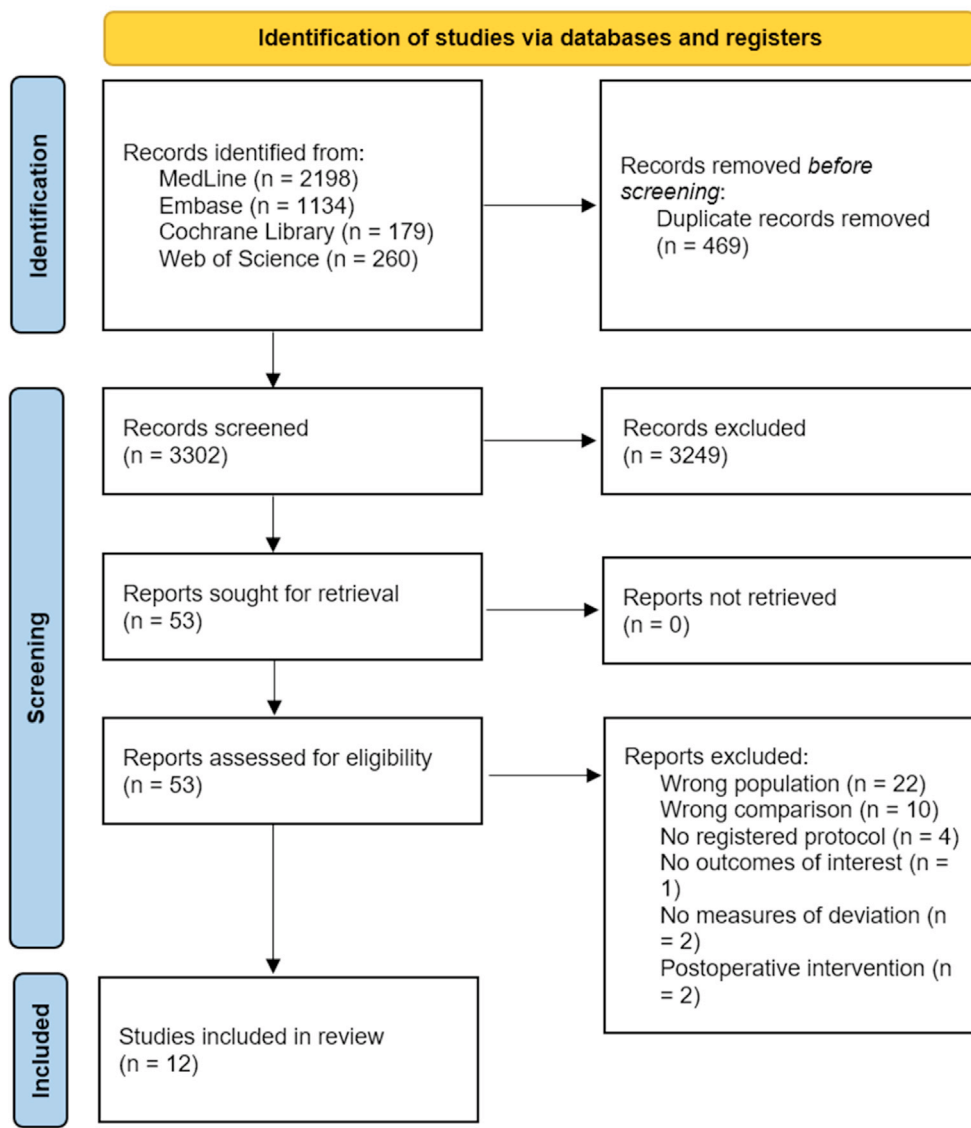 Identification of studies via databases and registers
Identification
Records identified from:
MedLine (n = 2198)
Embase (n = 1134)
Cochrane Library (n = 179)
Web of Science (n = 260)
Records removed before
screening:
Duplicate records removed
(n = 469)
Screening
Records screened
(n = 3302)
Records excluded
(n = 3249)
Reports sought for retrieval
(n = 53)
Reports not retrieved
(n = 0)
Reports assessed for eligibility
(n = 53)
Reports excluded:
Wrong population (n = 22)
Wrong comparison (n = 10)
No registered protocol (n = 4)
No outcomes of interest (n =
1)
No measures of deviation (n
= 2)
Postoperative intervention (n
= 2)
Included
Studies included in review
(n = 12)